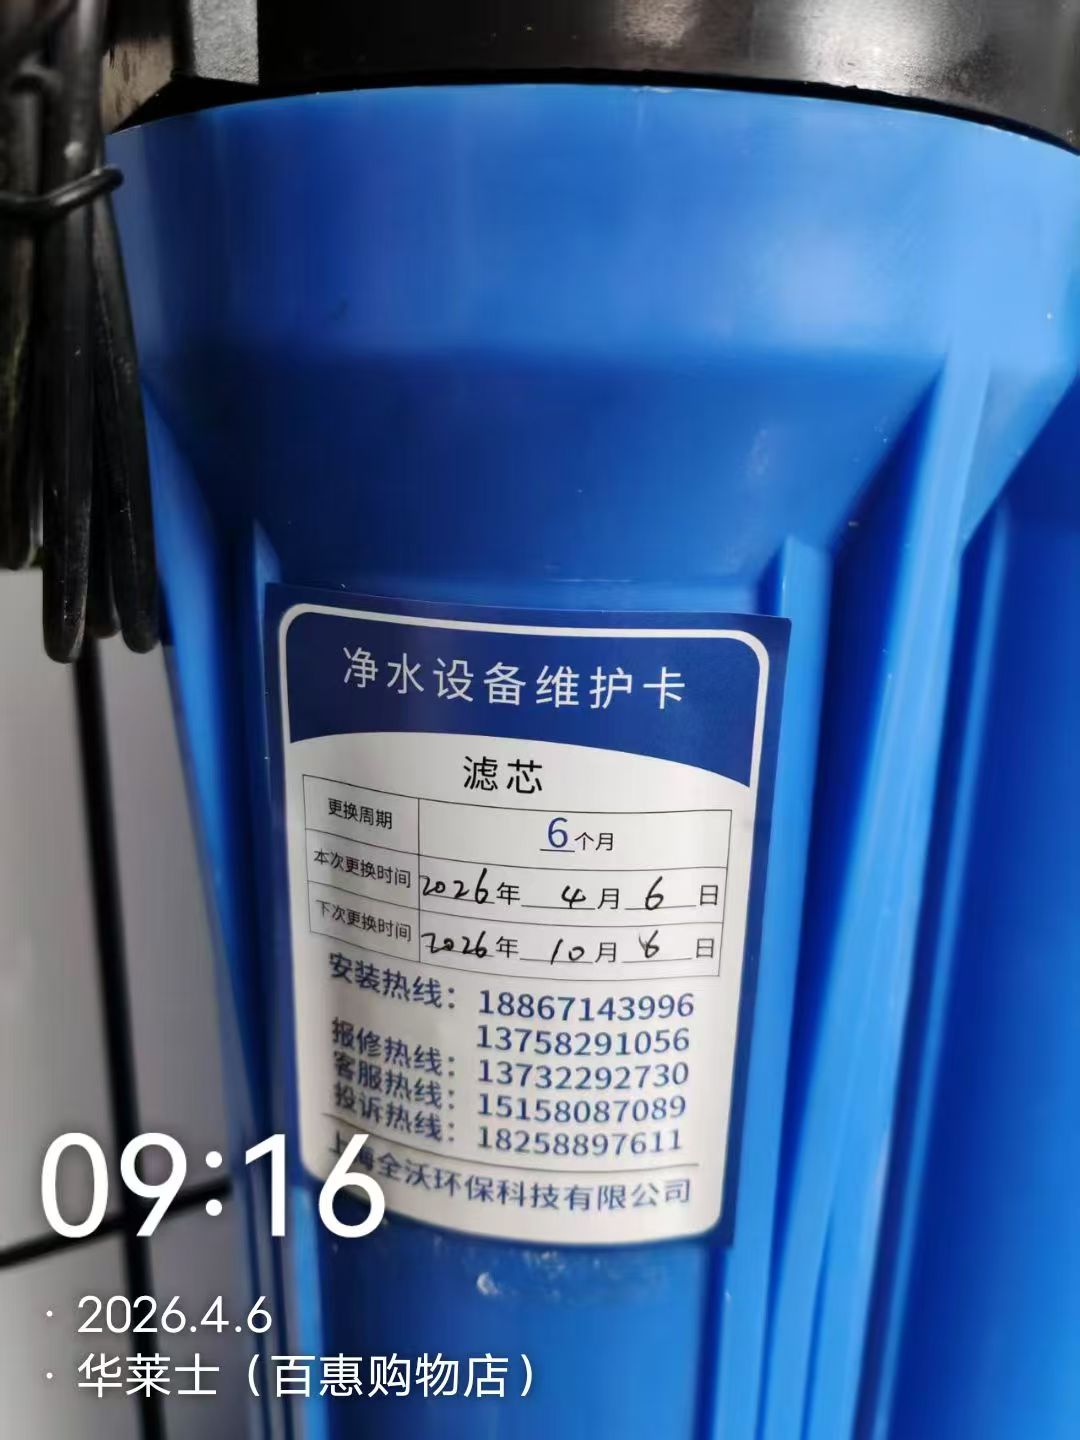 净水设备维护卡
滤芯
更换周期 6个月
本次更换时间 2026年 4月 6日
下次更换时间 2026年 10月 6日
安装热线：18867143996
13758291056
报修热线：13732292730
客服热线：15158087089
投诉热线：18258897611
上海全沃环保科技有限公司
09:16
· 2026.4.6
· 华莱士（百惠购物店）